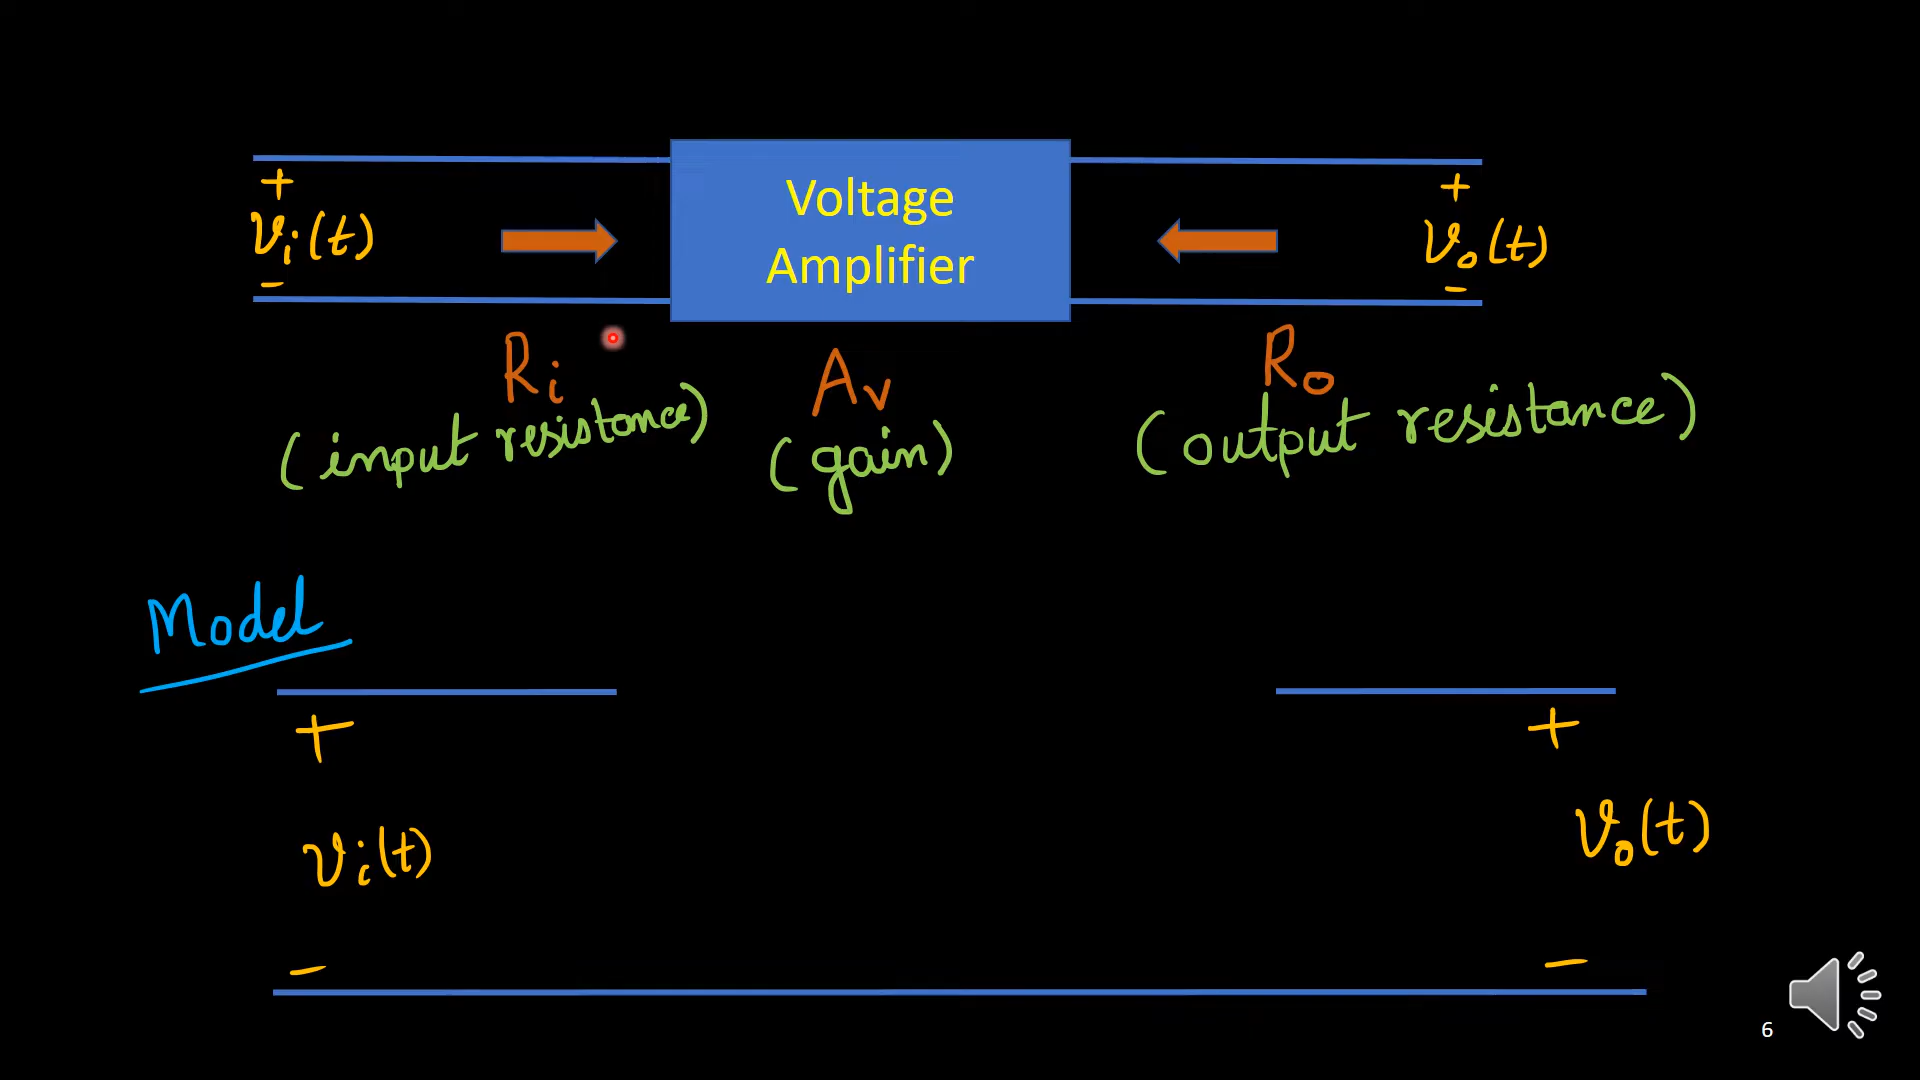 Voltage
Amplifier
+
vi(t)
-
+
vo(t)
-
Ri
Av
Ro
(input resistance)
(gain)
(output resistance)
Model
+
vi(t)
-
+
vo(t)
-
6